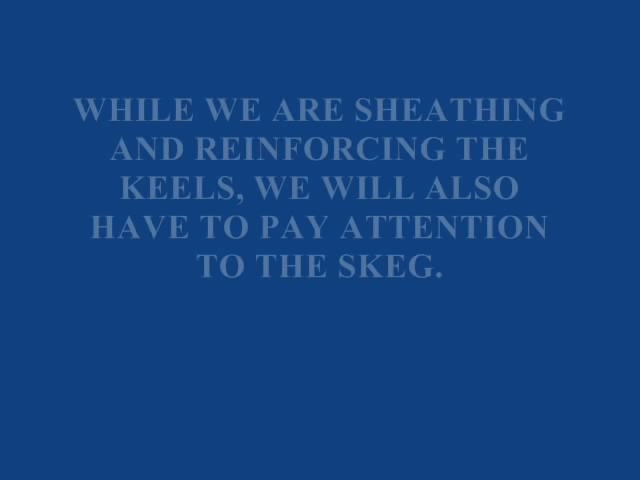 WHILE WE ARE SHEATHING
AND REINFORCING THE
KEELS, WE WILL ALSO
HAVE TO PAY ATTENTION
TO THE SKEG.